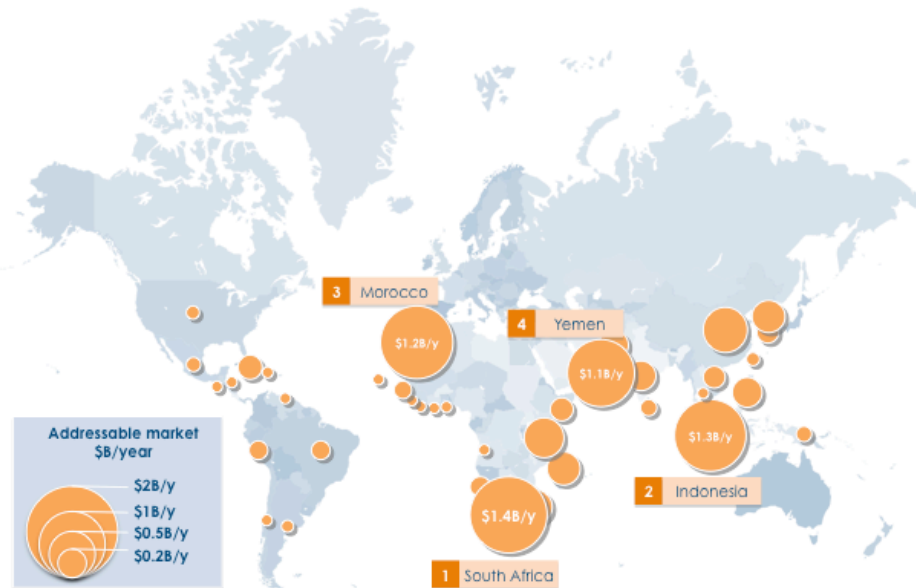 3 Morocco
$1.2B/y
4 Yemen
$1.1B/y
$1.3B/y
2 Indonesia
$1.4B/y
1 South Africa
Addressable market
$B/year
$2B/y
$1B/y
$0.5B/y
$0.2B/y